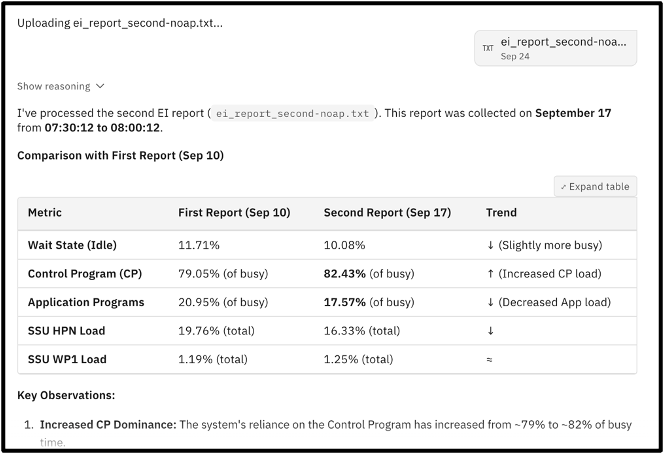 Uploading ei_report_second-noap.txt...
TXT ei_report_second-noa...
Sep 24
Show reasoning
I've processed the second EI report ( ei_report_second-noap.txt ). This report was collected on September 17
from 07:30:12 to 08:00:12.
Comparison with First Report (Sep 10)
Expand table
Metric First Report (Sep 10) Second Report (Sep 17) Trend
Wait State (Idle) 11.71% 10.08% ↓ (Slightly more busy)
Control Program (CP) 79.05% (of busy) 82.43% (of busy) ↑ (Increased CP load)
Application Programs 20.95% (of busy) 17.57% (of busy) ↓ (Decreased App load)
SSU HPN Load 19.76% (total) 16.33% (total) ↓
SSU WP1 Load 1.19% (total) 1.25% (total) ≈
Key Observations:
1. Increased CP Dominance: The system's reliance on the Control Program has increased from ~79% to ~82% of busy
time.